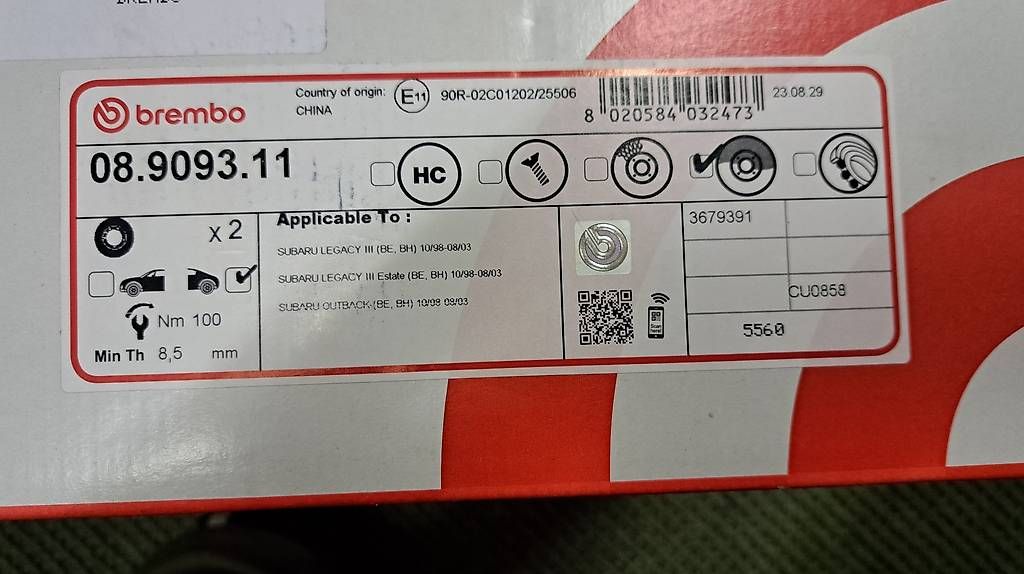 brembo
Country of origin:
CHINA
E11
90R-02C01202/25506
8 020584 032473
23.08.29
08.9093.11
HC
x 2
Nm 100
Min Th 8,5 mm
Applicable To :
SUBARU LEGACY III (BE, BH) 10/98-08/03
SUBARU LEGACY III Estate (BE, BH) 10/98-08/03
SUBARU OUTBACK (BE, BH) 10/98 08/03
Scan here!
3679391
CU0858
5560